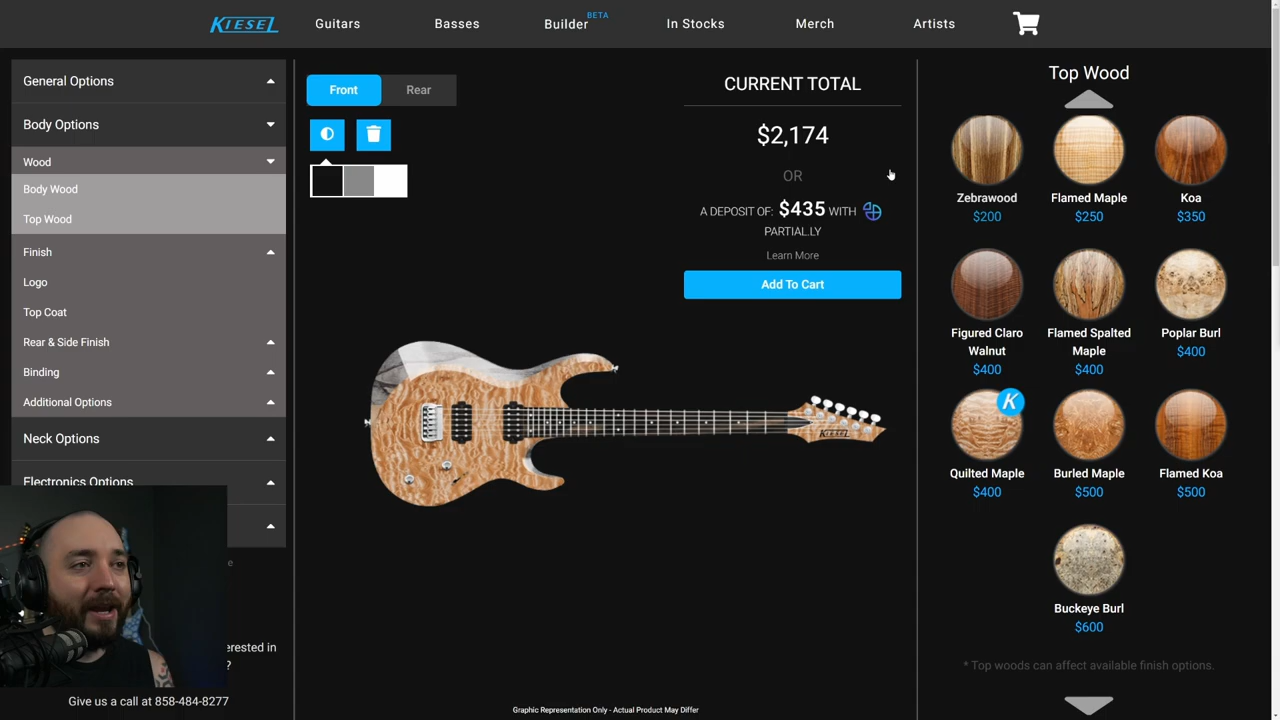 KIESEL
Guitars
Basses
Builder
BETA
In Stocks
Merch
Artists
General Options
Body Options
Wood
Body Wood
Top Wood
Finish
Logo
Top Coat
Rear & Side Finish
Binding
Additional Options
Neck Options
Electronics Options
e
erested in
?
Give us a call at 858-484-8277
Front
Rear
CURRENT TOTAL
$2,174
OR
A DEPOSIT OF: $435 WITH
PARTIAL.LY
Learn More
Add To Cart
KIESEL
Graphic Representation Only - Actual Product May Differ
Top Wood
Zebrawood
$200
Flamed Maple
$250
Koa
$350
Figured Claro
Walnut
$400
Flamed Spalted
Maple
$400
Poplar Burl
$400
K
Quilted Maple
$400
Burled Maple
$500
Flamed Koa
$500
Buckeye Burl
$600
* Top woods can affect available finish options.